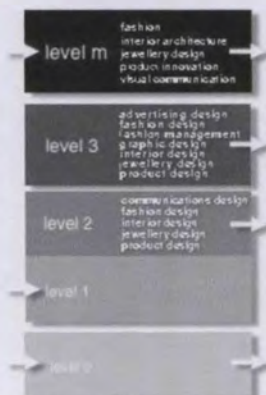 level m
fashion
interior architecture
jewellery design
product innovation
visual communication
level 3
advertising design
fashion design
fashion management
graphic design
interior design
jewellery design
product design
level 2
communications design
fashion design
interior design
jewellery design
product design
level 1
level 0